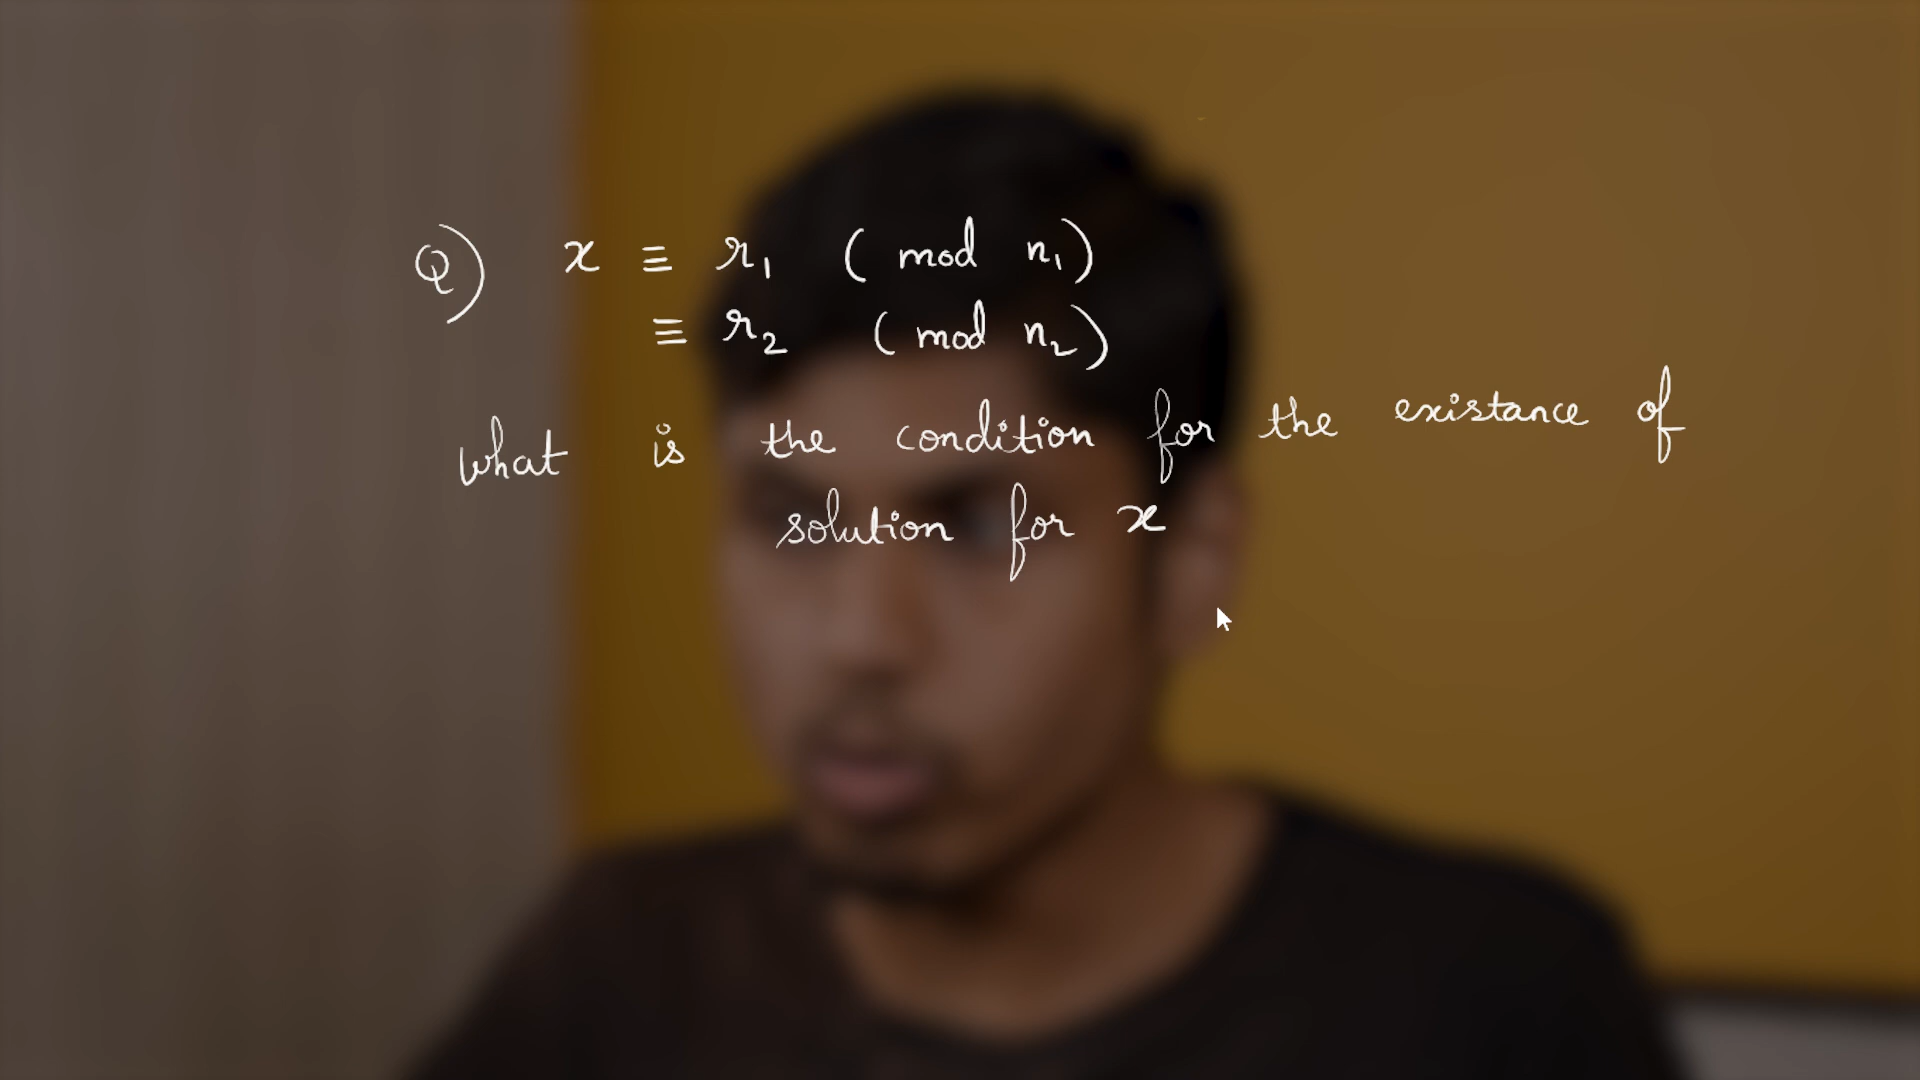 Q) x ≡ r₁ (mod n₁)
≡ r₂ (mod n₂)
what is the condition for the existance of
solution for x